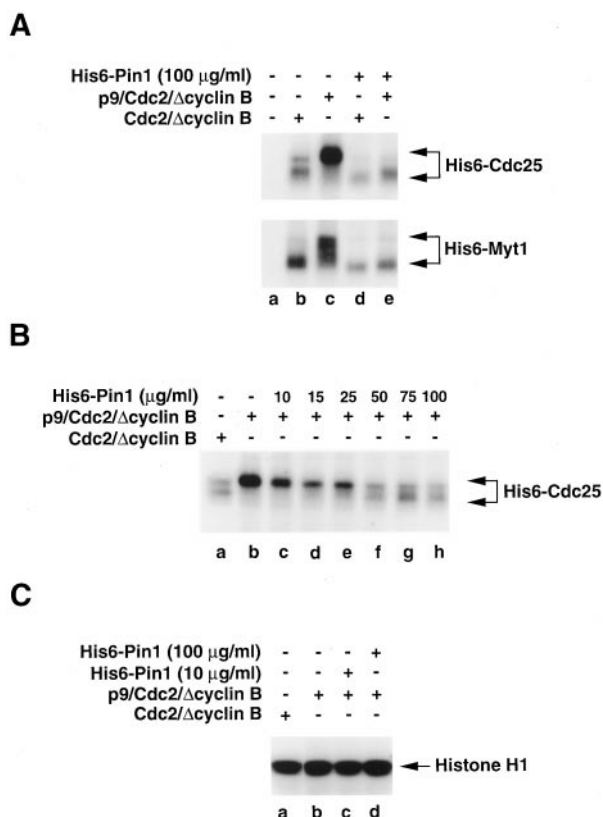 A
His6-Pin1 (100 µg/ml) - - - + +
p9/Cdc2/Δcyclin B - - + - +
Cdc2/Δcyclin B - + - + -
His6-Cdc25
His6-Myt1
a b c d e
B
His6-Pin1 (µg/ml) - - 10 15 25 50 75 100
p9/Cdc2/Δcyclin B - + + + + + + +
Cdc2/Δcyclin B + - - - - - - -
His6-Cdc25
a b c d e f g h
C
His6-Pin1 (100 µg/ml) - - - +
His6-Pin1 (10 µg/ml) - - + -
p9/Cdc2/Δcyclin B - + + +
Cdc2/Δcyclin B + - - -
Histone H1
a b c d